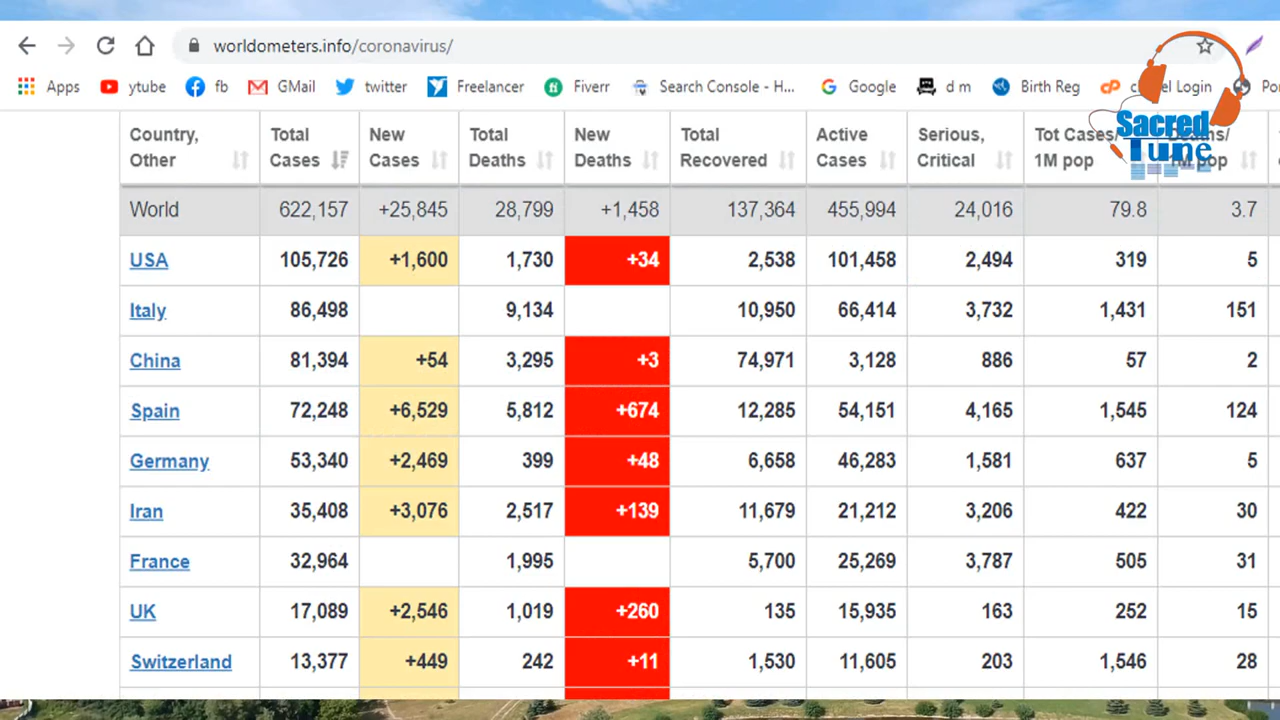 worldometers.info/coronavirus/
Apps ytube fb GMail twitter Freelancer Fiverr Search Console - H... Google d m Birth Reg Login
Sacred
Tune
Country, Other Total Cases New Cases Total Deaths New Deaths Total Recovered Active Cases Serious, Critical Tot Cases/ 1M pop Deaths/ 1M pop
World 622,157 +25,845 28,799 +1,458 137,364 455,994 24,016 79.8 3.7
USA 105,726 +1,600 1,730 +34 2,538 101,458 2,494 319 5
Italy 86,498 9,134 10,950 66,414 3,732 1,431 151
China 81,394 +54 3,295 +3 74,971 3,128 886 57 2
Spain 72,248 +6,529 5,812 +674 12,285 54,151 4,165 1,545 124
Germany 53,340 +2,469 399 +48 6,658 46,283 1,581 637 5
Iran 35,408 +3,076 2,517 +139 11,679 21,212 3,206 422 30
France 32,964 1,995 5,700 25,269 3,787 505 31
UK 17,089 +2,546 1,019 +260 135 15,935 163 252 15
Switzerland 13,377 +449 242 +11 1,530 11,605 203 1,546 28